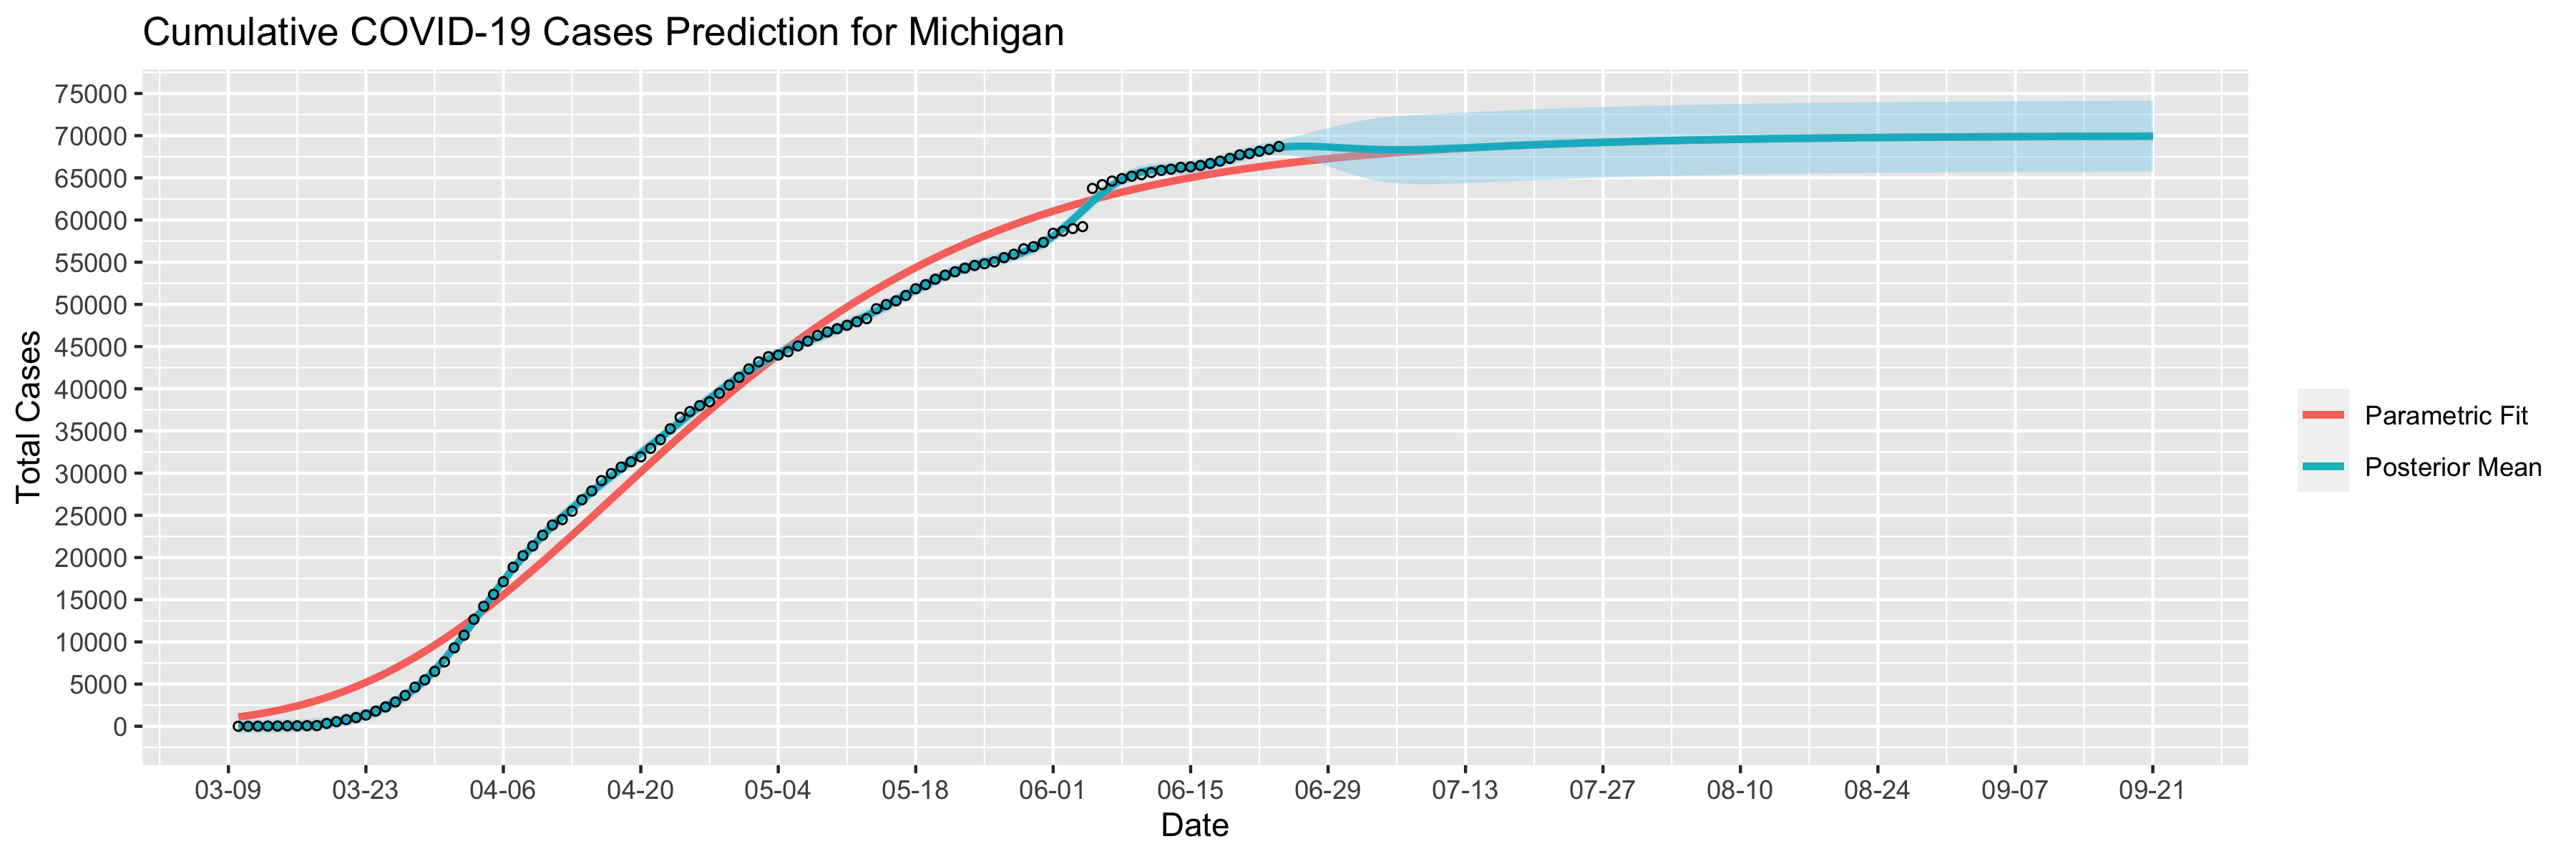 Cumulative COVID-19 Cases Prediction for Michigan
75000
70000
65000
60000
55000
50000
45000
40000
35000
30000
25000
20000
15000
10000
5000
0
Total Cases
03-09 03-23 04-06 04-20 05-04 05-18 06-01 06-15 06-29 07-13 07-27 08-10 08-24 09-07 09-21
Date
Parametric Fit
Posterior Mean